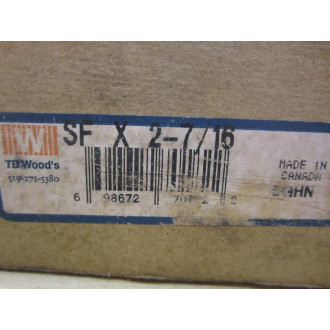 SF X 2-7/16
TB Wood's
519-271-5380
MADE IN
CANADA
6 98672